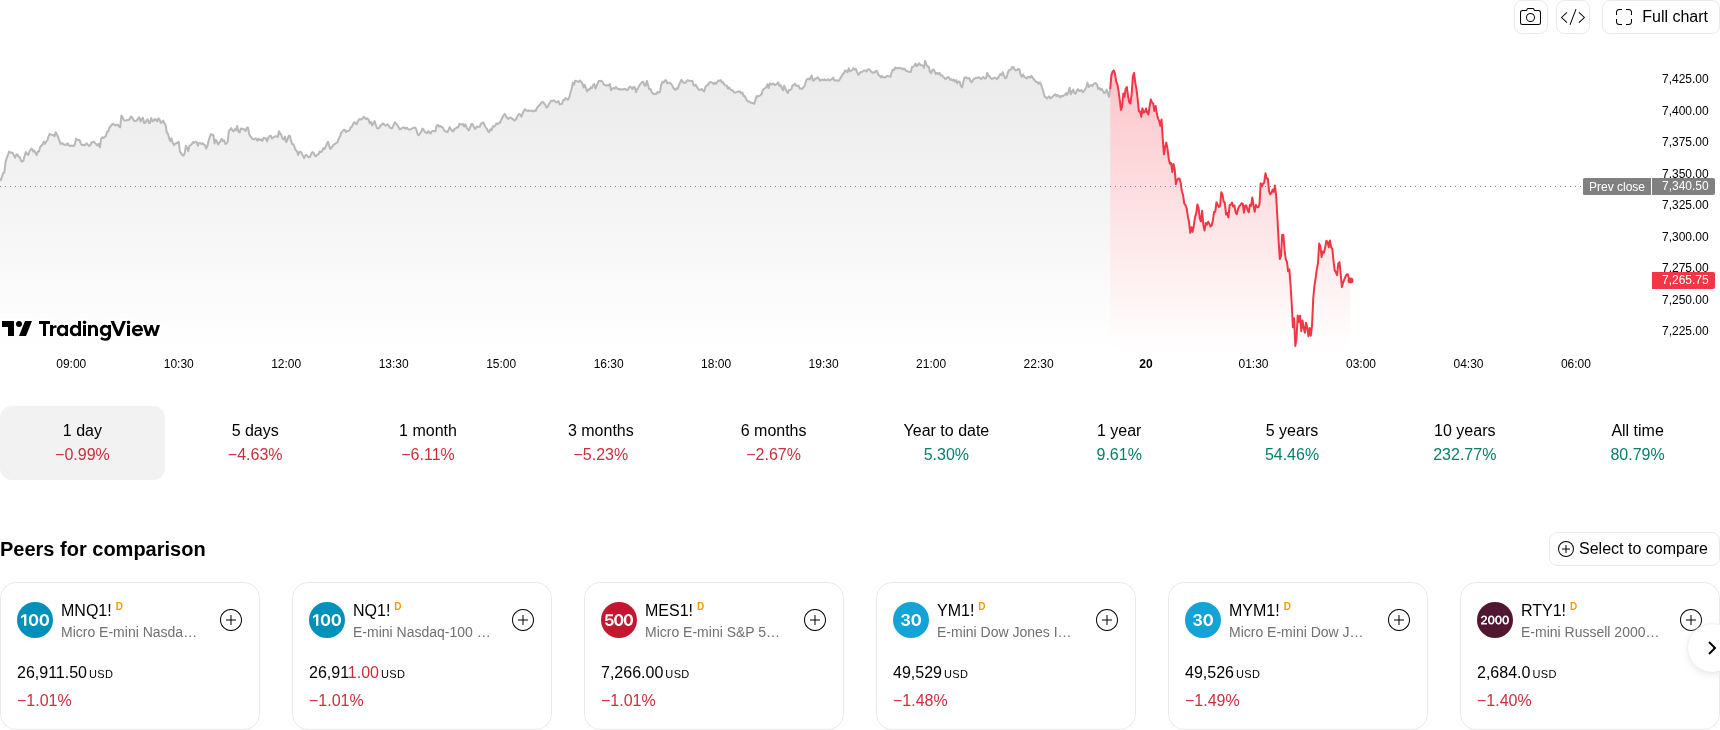 Full chart
7,425.00
7,400.00
7,375.00
7,350.00
Prev close 7,340.50
7,325.00
7,300.00
7,275.00
7,265.75
7,250.00
7,225.00
TradingView
09:00 10:30 12:00 13:30 15:00 16:30 18:00 19:30 21:00 22:30 20 01:30 03:00 04:30 06:00
1 day 5 days 1 month 3 months 6 months Year to date 1 year 5 years 10 years All time
−0.99% −4.63% −6.11% −5.23% −2.67% 5.30% 9.61% 54.46% 232.77% 80.79%
Peers for comparison
Select to compare
100 MNQ1! D
Micro E-mini Nasda…
26,911.50 USD
−1.01%
100 NQ1! D
E-mini Nasdaq-100 …
26,911.00 USD
−1.01%
500 MES1! D
Micro E-mini S&P 5…
7,266.00 USD
−1.01%
30 YM1! D
E-mini Dow Jones I…
49,529 USD
−1.48%
30 MYM1! D
Micro E-mini Dow J…
49,526 USD
−1.49%
2000 RTY1! D
E-mini Russell 2000…
2,684.0 USD
−1.40%